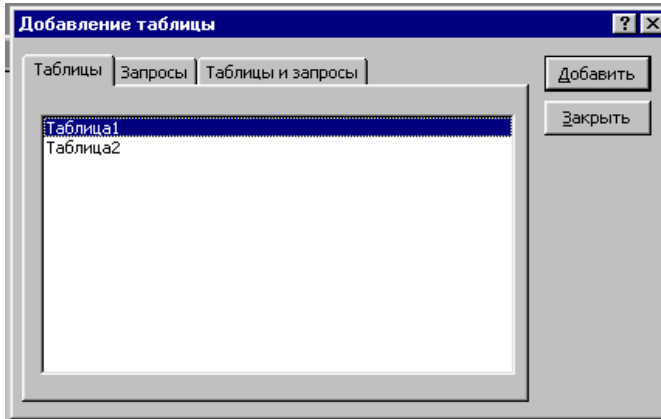 Добавление таблицы
Таблицы Запросы Таблицы и запросы
Добавить
Закрыть
Таблица1
Таблица2